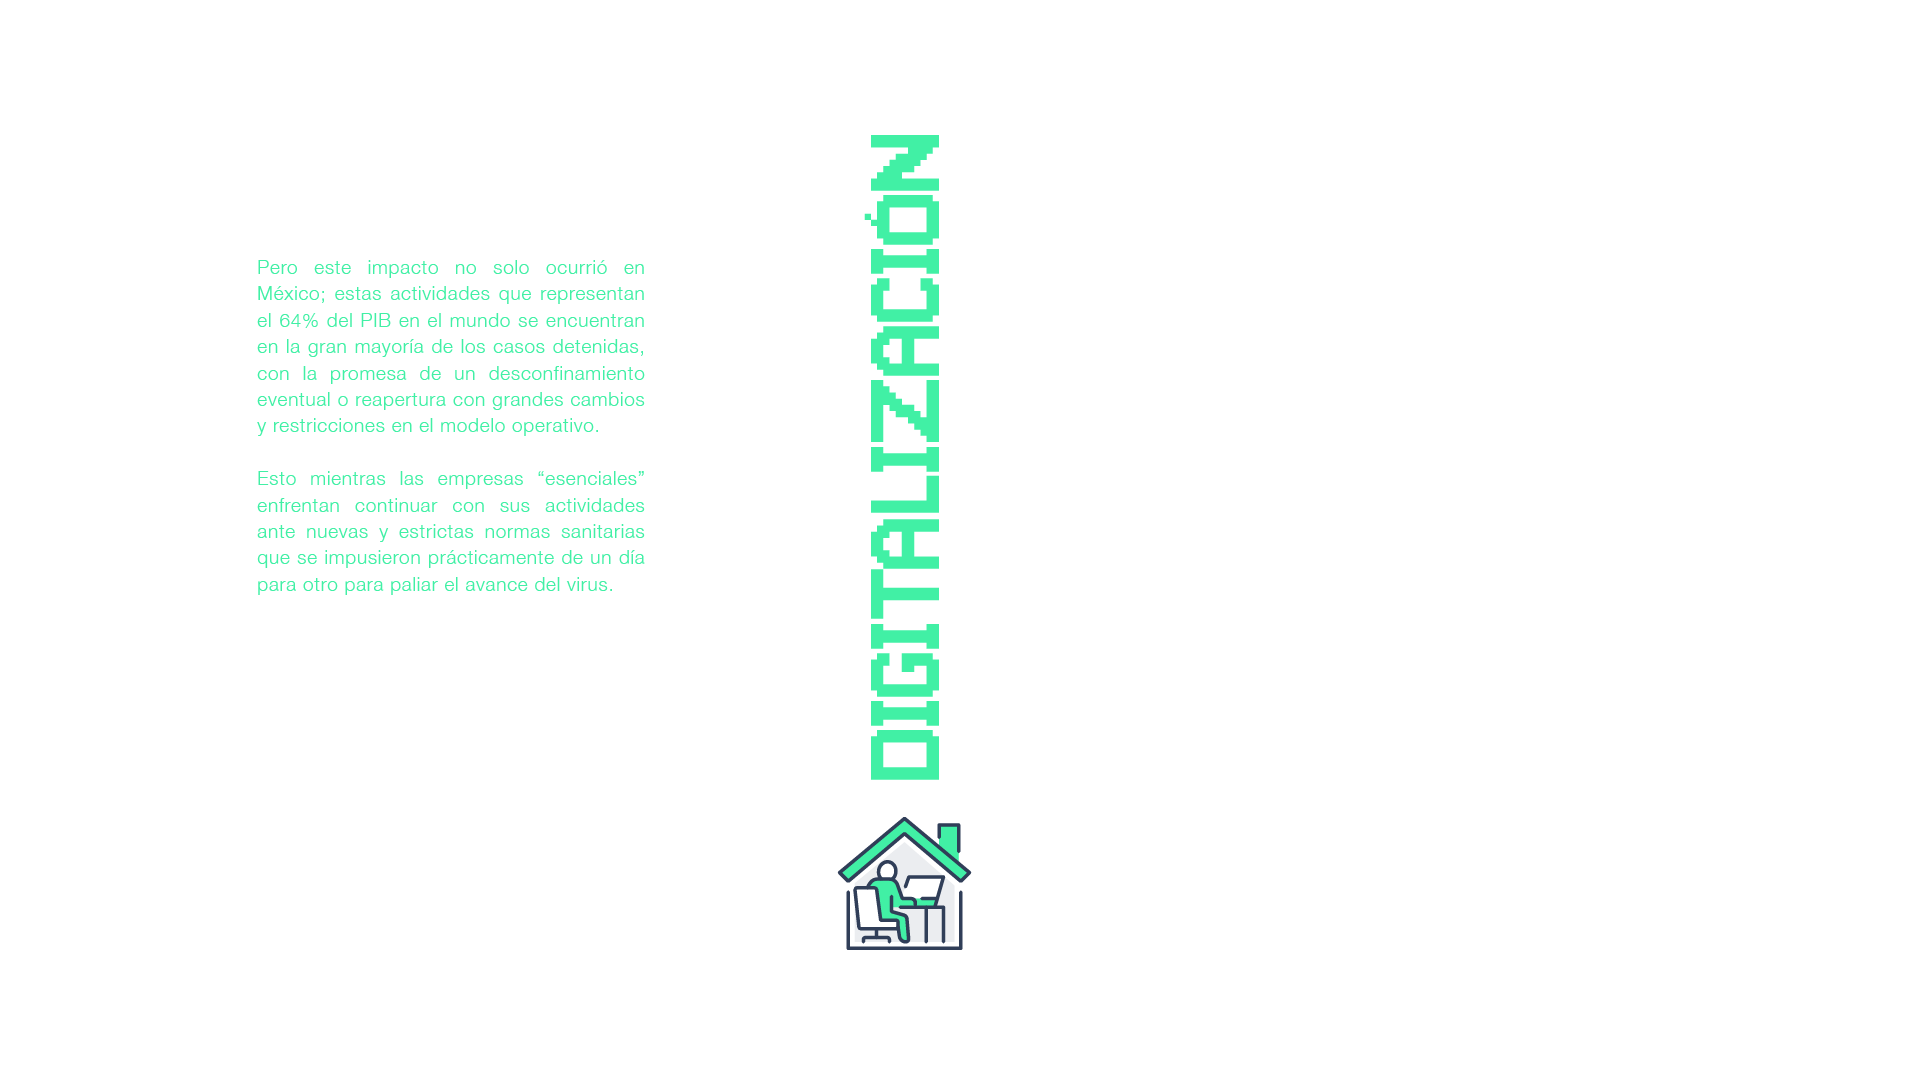 Pero este impacto no solo ocurrió en
México; estas actividades que representan
el 64% del PIB en el mundo se encuentran
en la gran mayoría de los casos detenidas,
con la promesa de un desconfinamiento
eventual o reapertura con grandes cambios
y restricciones en el modelo operativo.
Esto mientras las empresas “esenciales”
enfrentan continuar con sus actividades
ante nuevas y estrictas normas sanitarias
que se impusieron prácticamente de un día
para otro para paliar el avance del virus.
DIGITALIZACIÓN